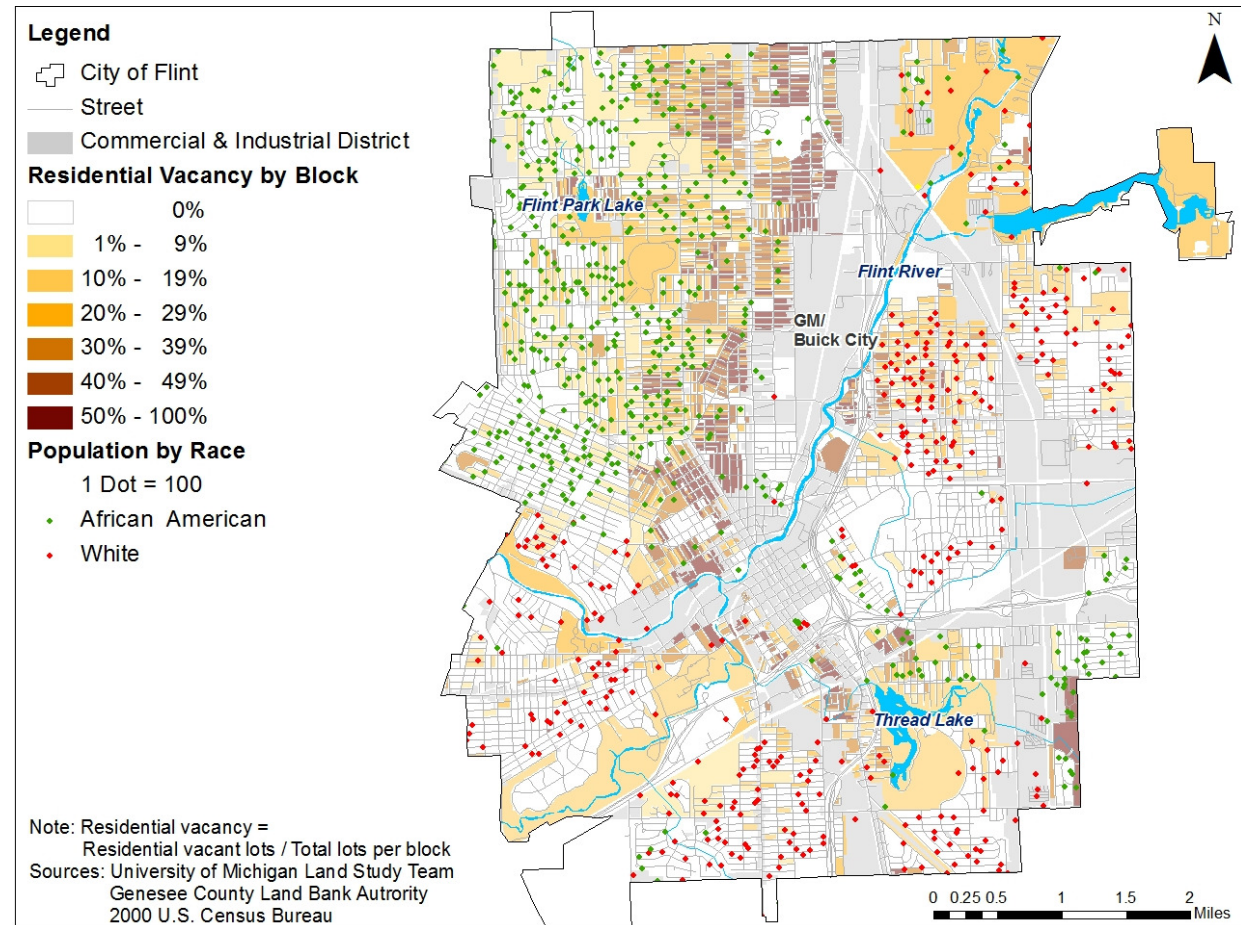 Legend
City of Flint
Street
Commercial & Industrial District
Residential Vacancy by Block
0%
1% - 9%
10% - 19%
20% - 29%
30% - 39%
40% - 49%
50% - 100%
Population by Race
1 Dot = 100
African American
White
Note: Residential vacancy =
Residential vacant lots / Total lots per block
Sources: University of Michigan Land Study Team
Genesee County Land Bank Autrority
2000 U.S. Census Bureau
N
Flint Park Lake
Flint River
GM/
Buick City
Thread Lake
0 0.25 0.5 1 1.5 2
Miles